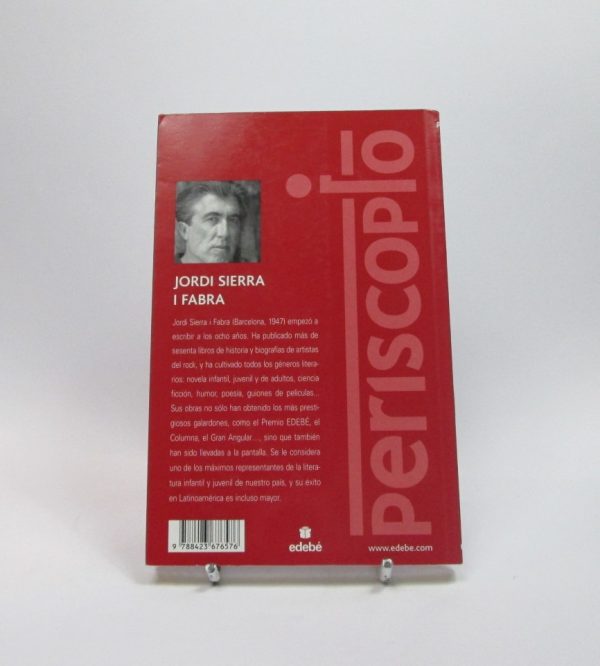 periscopio
JORDI SIERRA
I FABRA
Jordi Sierra i Fabra (Barcelona, 1947) empezó a
escribir a los ocho años. Ha publicado más de
sesenta libros de historia y biografías de artistas
del rock, y ha cultivado todos los géneros litera-
rios: novela infantil, juvenil y de adultos, ciencia
ficción, humor, poesía, guiones de películas...
Sus obras no sólo han obtenido los más presti-
giosos galardones, como el Premio EDEBÉ, el
Columna, el Gran Angular..., sino que también
han sido llevadas a la pantalla. Se le considera
uno de los máximos representantes de la litera-
tura infantil y juvenil de nuestro país, y su éxito
en Latinoamérica es incluso mayor.
9 788423 676576
edebé
www.edebe.com